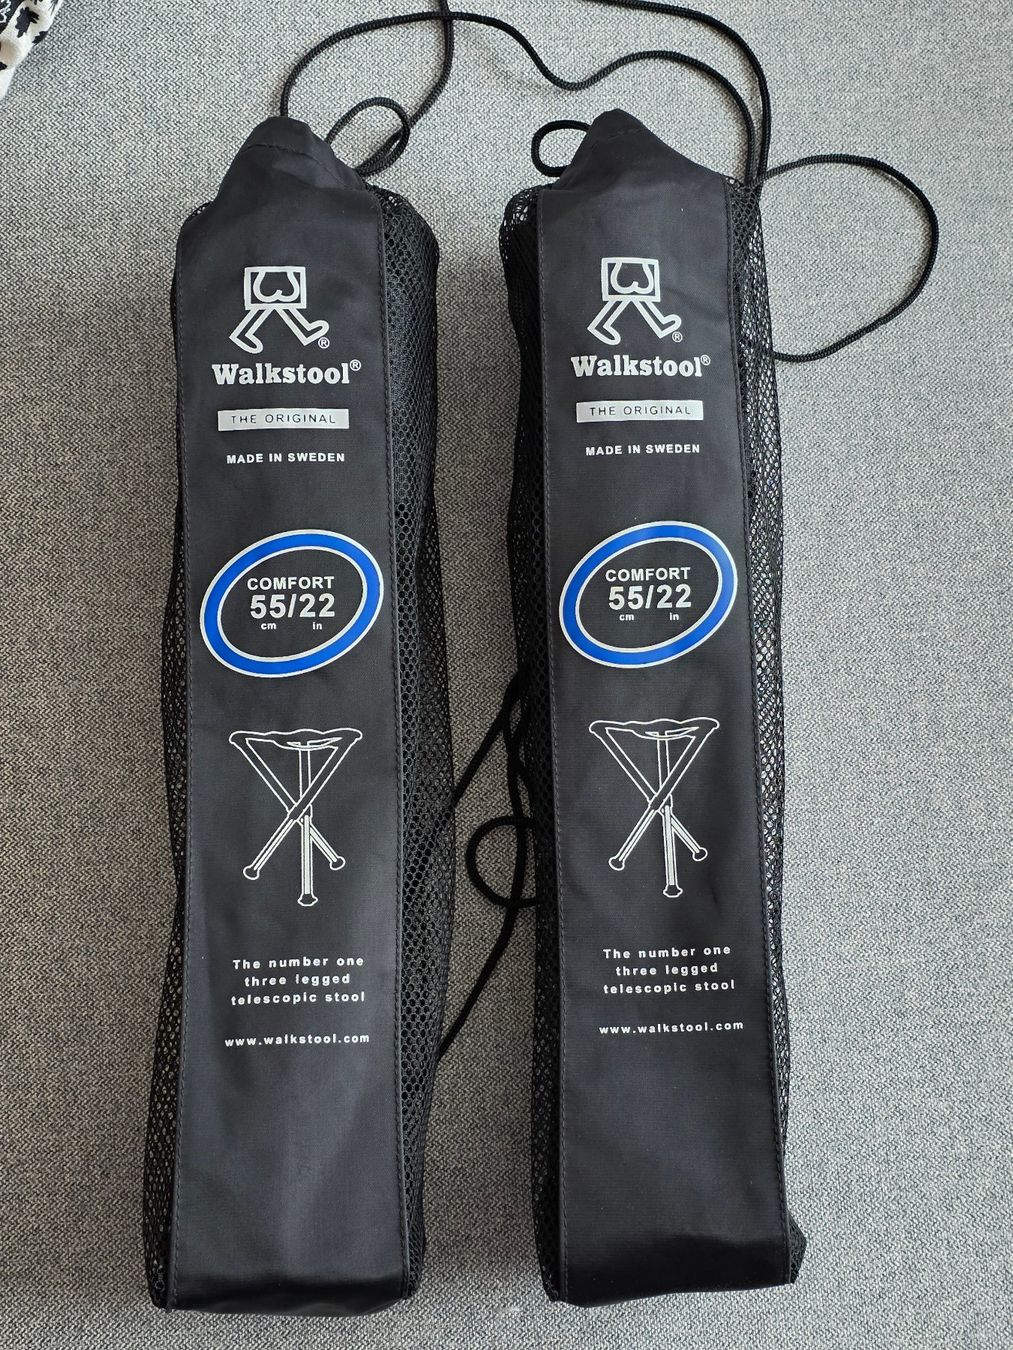 Walkstool®
THE ORIGINAL
MADE IN SWEDEN
COMFORT
55/22
cm in
The number one
three legged
telescopic stool
www.walkstool.com
Walkstool®
THE ORIGINAL
MADE IN SWEDEN
COMFORT
55/22
cm in
The number one
three legged
telescopic stool
www.walkstool.com